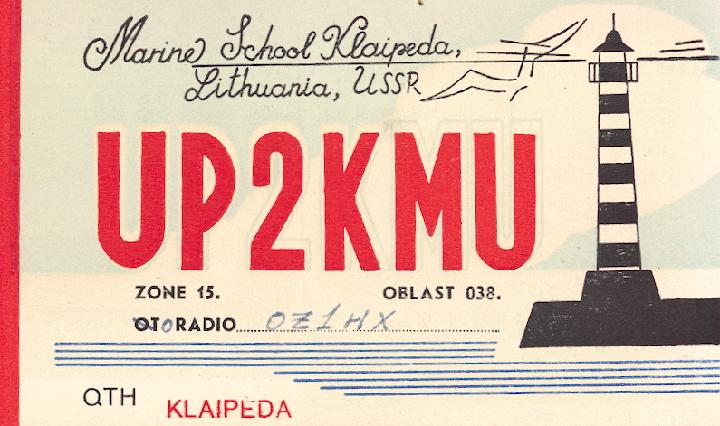 Marine School Klaipeda,
Lithuania, USSR
UP2KMU
ZONE 15. OBLAST 038.
TO RADIO OZ1HX
QTH KLAIPEDA